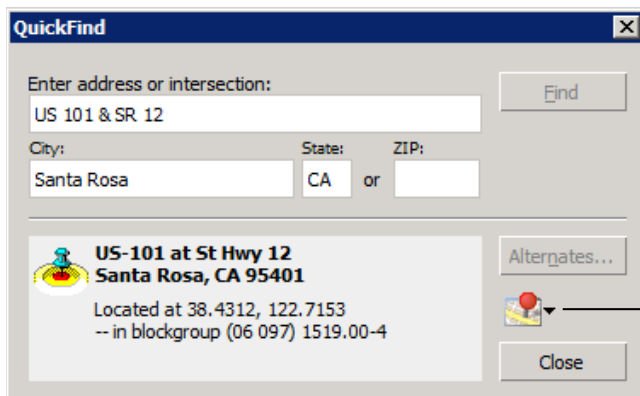 QuickFind
Enter address or intersection:
Find
US 101 & SR 12
City: State: ZIP:
Santa Rosa CA or
US-101 at St Hwy 12
Santa Rosa, CA 95401
Alternates...
Located at 38.4312, 122.7153
-- in blockgroup (06 097) 1519.00-4
Close